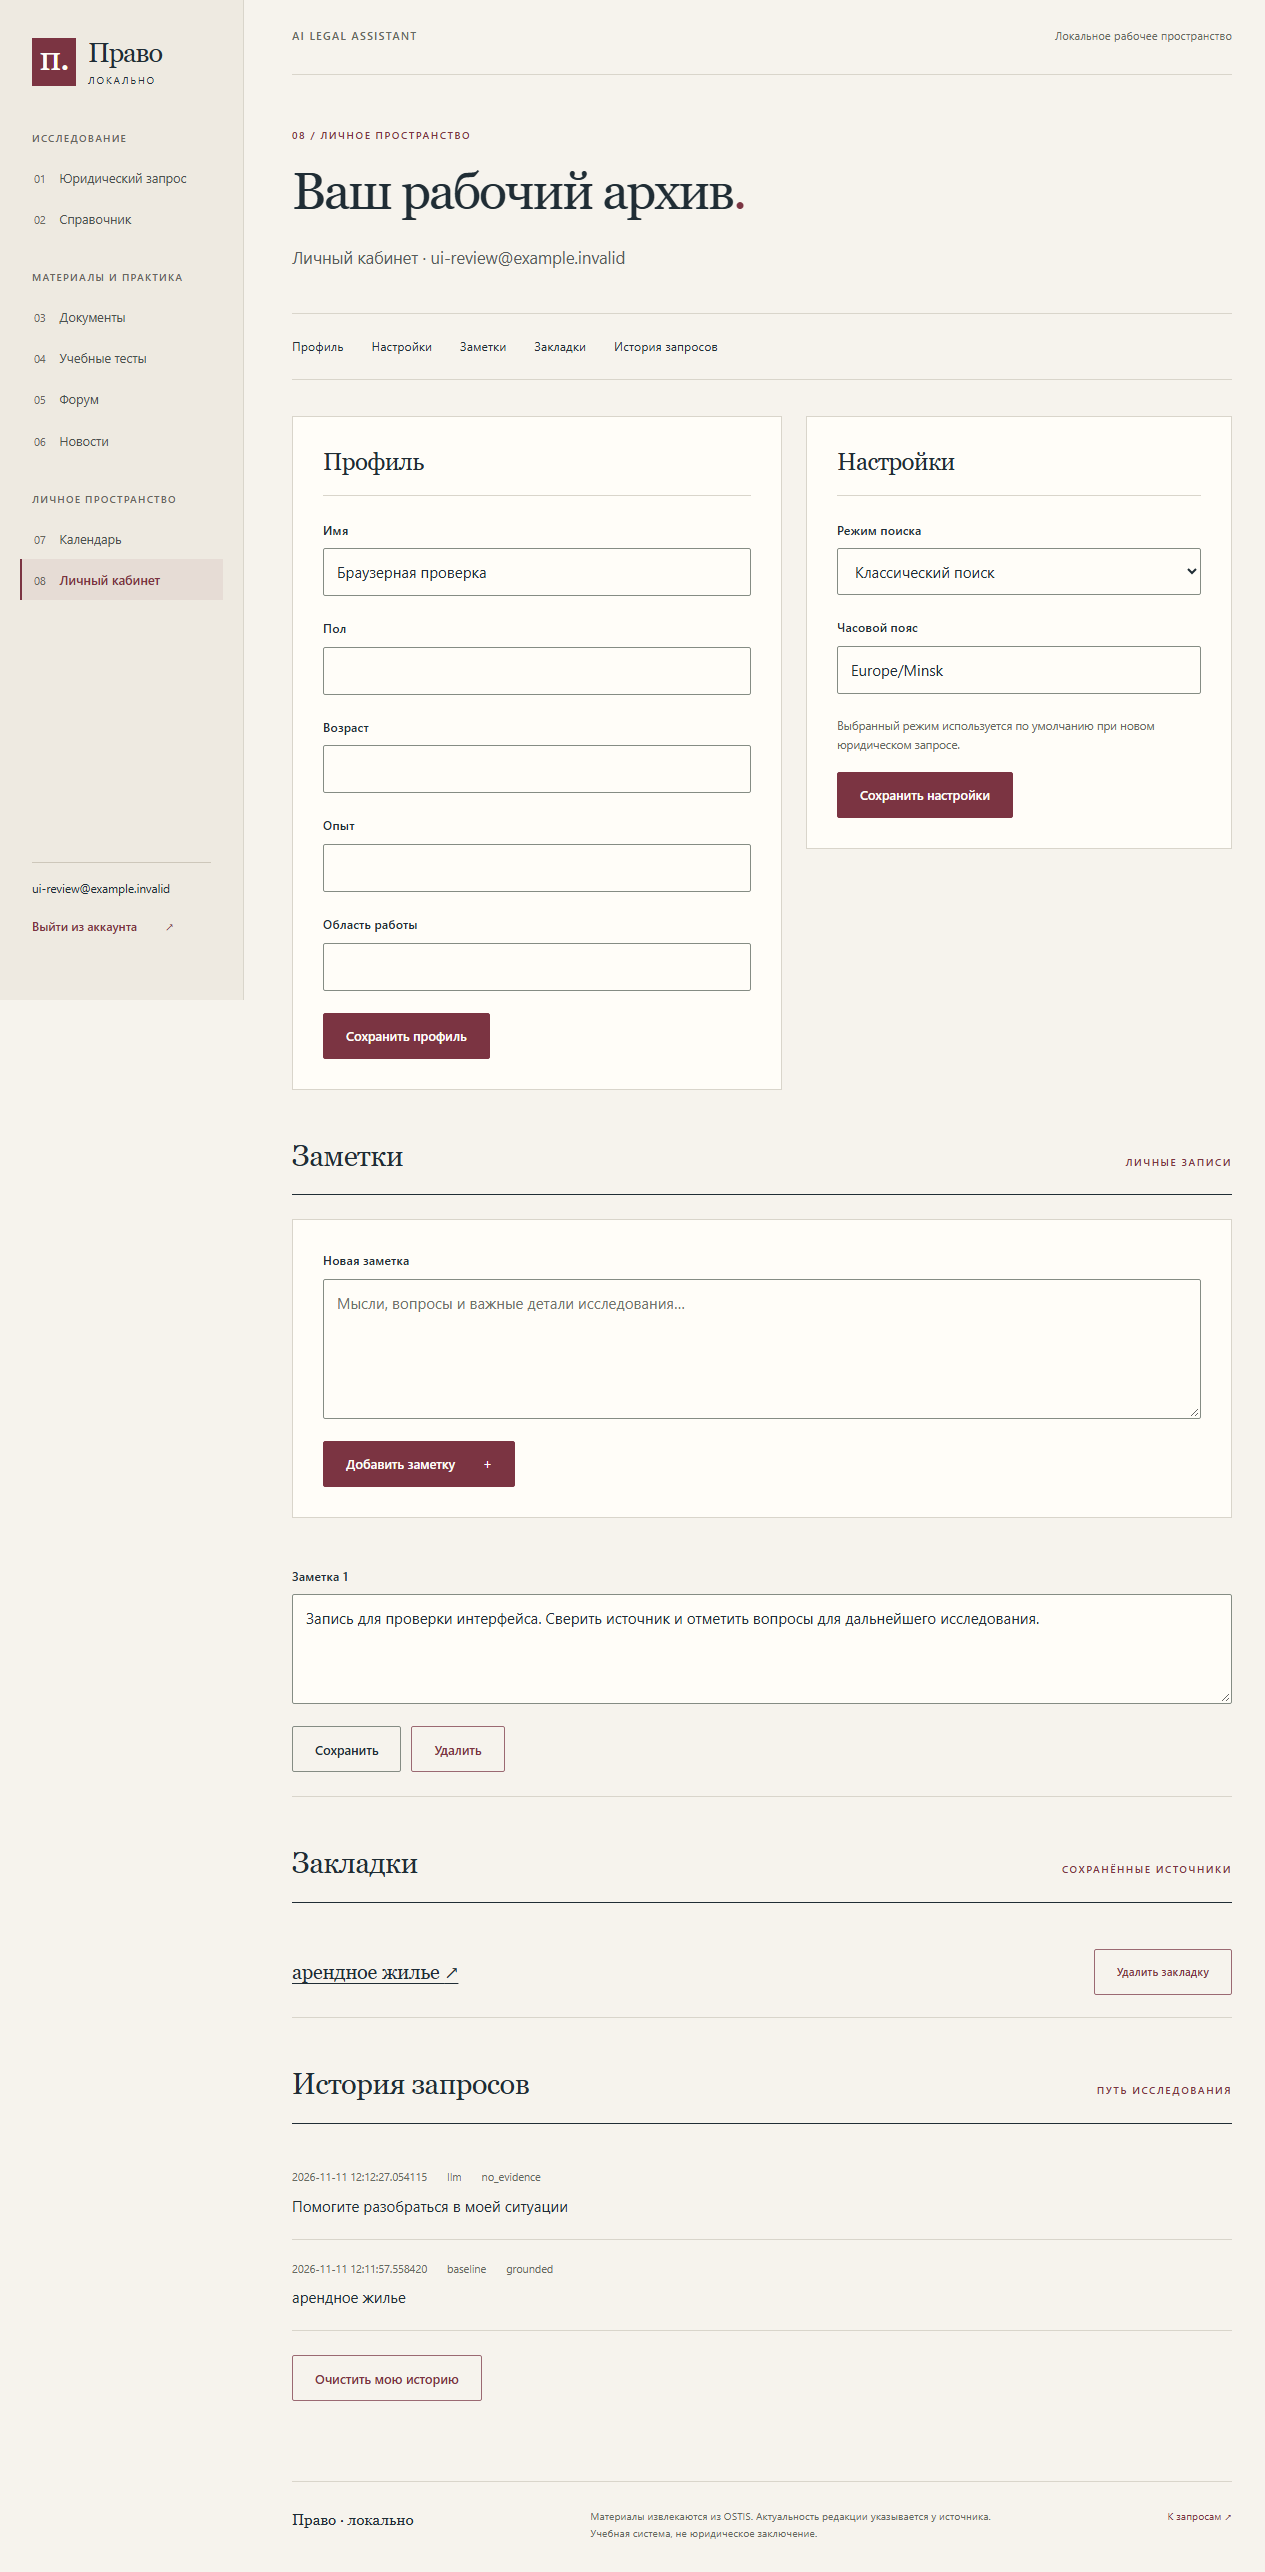 П.
Право
ЛОКАЛЬНО
ИССЛЕДОВАНИЕ
01 Юридический запрос
02 Справочник
МАТЕРИАЛЫ И ПРАКТИКА
03 Документы
04 Учебные тесты
05 Форум
06 Новости
ЛИЧНОЕ ПРОСТРАНСТВО
07 Календарь
08 Личный кабинет
ui-review@example.invalid
Выйти из аккаунта ↗
AI LEGAL ASSISTANT
Локальное рабочее пространство
08 / ЛИЧНОЕ ПРОСТРАНСТВО
Ваш рабочий архив.
Личный кабинет · ui-review@example.invalid
Профиль Настройки Заметки Закладки История запросов
Профиль
Имя
Браузерная проверка
Пол
Возраст
Опыт
Область работы
Сохранить профиль
Настройки
Режим поиска
Классический поиск
Часовой пояс
Europe/Minsk
Выбранный режим используется по умолчанию при новом
юридическом запросе.
Сохранить настройки
Заметки
ЛИЧНЫЕ ЗАПИСИ
Новая заметка
Мысли, вопросы и важные детали исследования...
Добавить заметку +
Заметка 1
Запись для проверки интерфейса. Сверить источник и отметить вопросы для дальнейшего исследования.
Сохранить Удалить
Закладки
СОХРАНЁННЫЕ ИСТОЧНИКИ
арендное жилье ↗
Удалить закладку
История запросов
ПУТЬ ИССЛЕДОВАНИЯ
2026-11-11 12:12:27.054115 llm no_evidence
Помогите разобраться в моей ситуации
2026-11-11 12:11:57.558420 baseline grounded
арендное жилье
Очистить мою историю
Право · локально
Материалы извлекаются из OSTIS. Актуальность редакции указывается у источника.
Учебная система, не юридическое заключение.
К запросам ↗